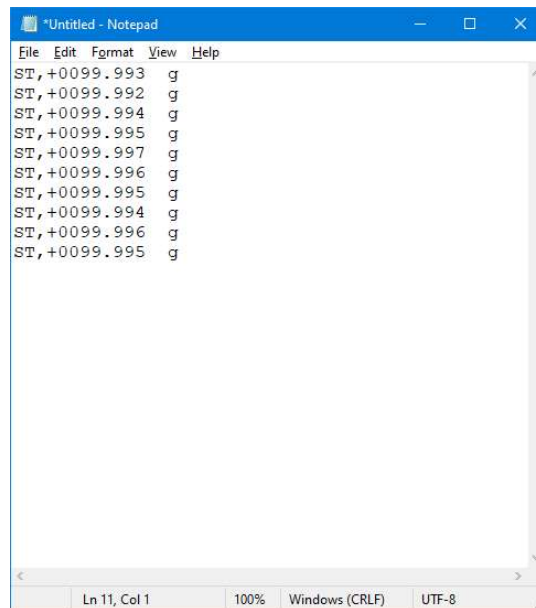 *Untitled - Notepad
File Edit Format View Help
ST,+0099.993  g
ST,+0099.992  g
ST,+0099.994  g
ST,+0099.995  g
ST,+0099.997  g
ST,+0099.996  g
ST,+0099.995  g
ST,+0099.994  g
ST,+0099.996  g
ST,+0099.995  g
Ln 11, Col 1 100% Windows (CRLF) UTF-8